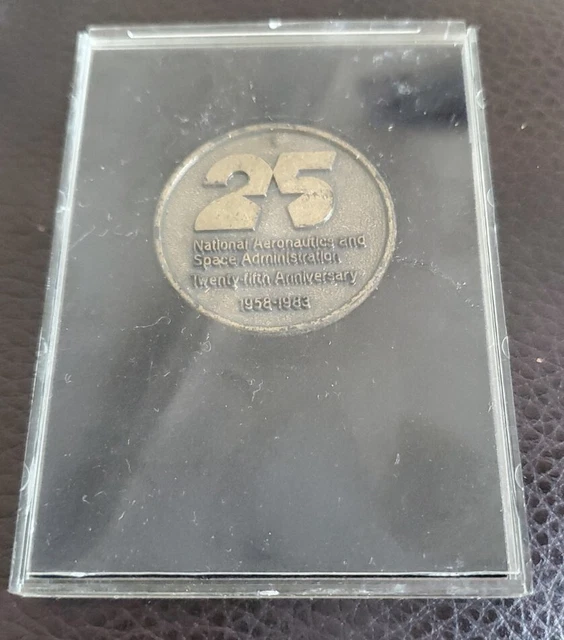 25
National Aeronautics and
Space Administration
Twenty-fifth Anniversary
1958-1983